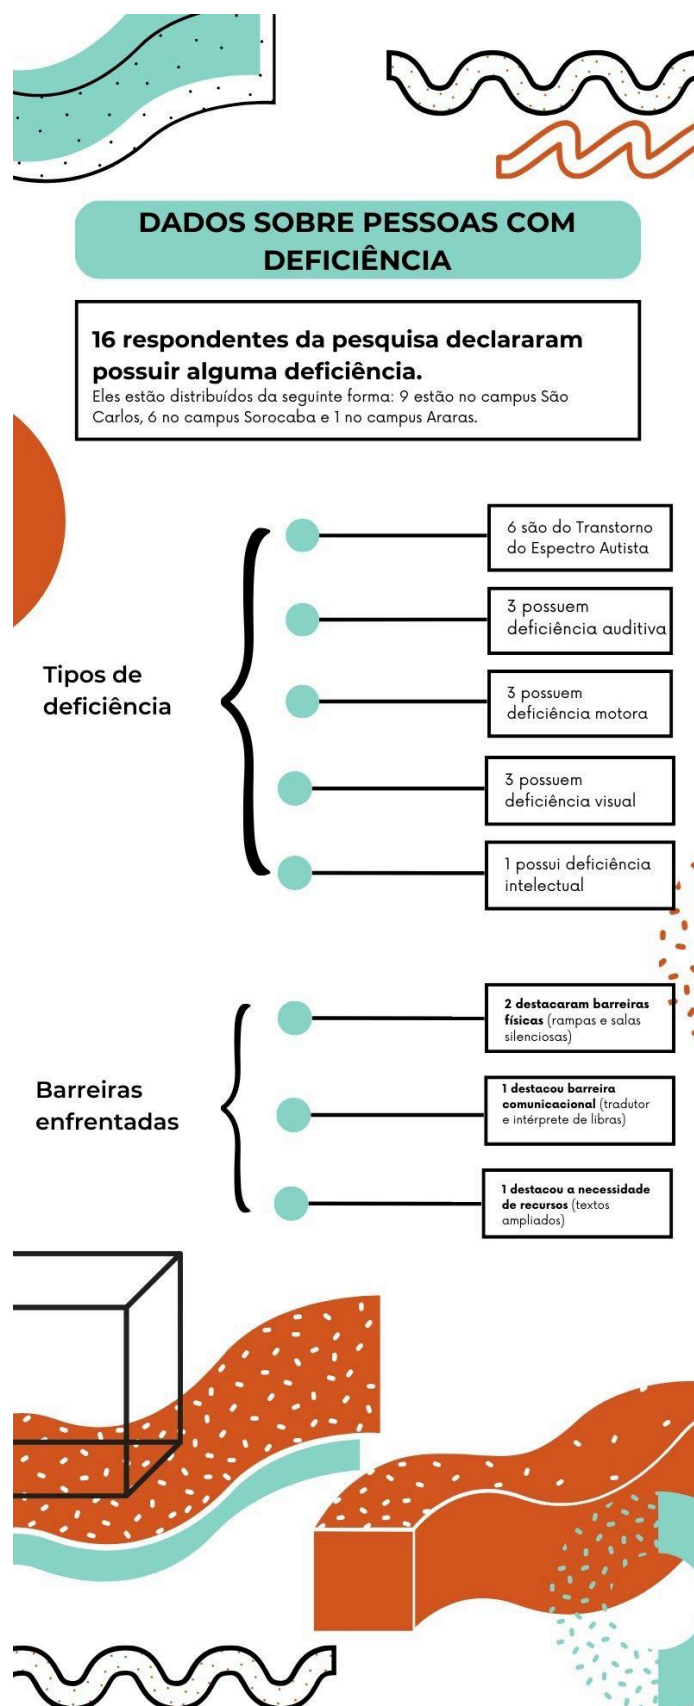 DADOS SOBRE PESSOAS COM
DEFICIÊNCIA
16 respondentes da pesquisa declararam
possuir alguma deficiência.
Eles estão distribuídos da seguinte forma: 9 estão no campus São
Carlos, 6 no campus Sorocaba e 1 no campus Araras.
Tipos de
deficiência
6 são do Transtorno
do Espectro Autista
3 possuem
deficiência auditiva
3 possuem
deficiência motora
3 possuem
deficiência visual
1 possui deficiência
intelectual
Barreiras
enfrentadas
2 destacaram barreiras
físicas (rampas e salas
silenciosas)
1 destacou barreira
comunicacional (tradutor
e intérprete de libras)
1 destacou a necessidade
de recursos (textos
ampliados)